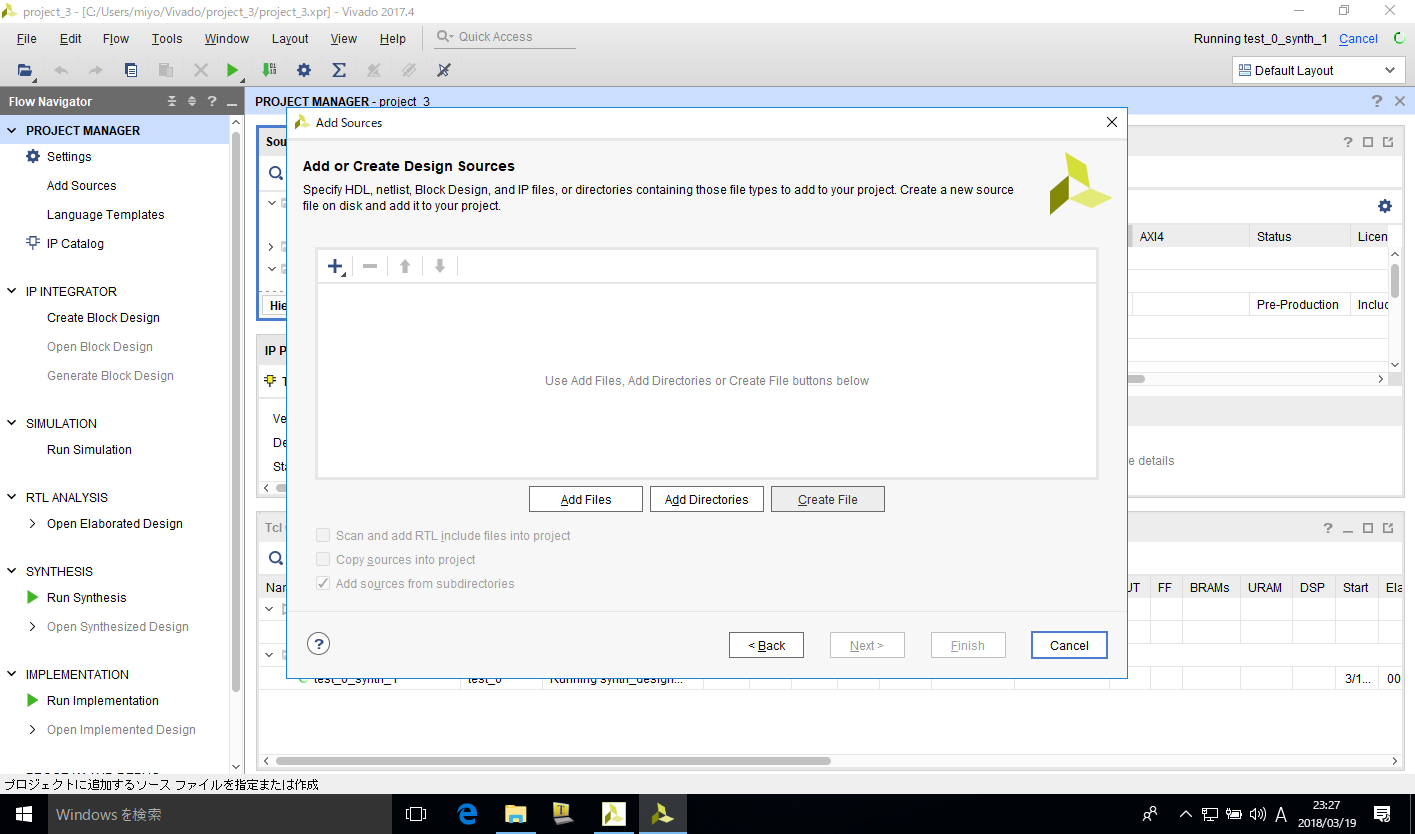 project_3 - [C:/Users/miyo/Vivado/project_3/project_3.xpr] - Vivado 2017.4
File Edit Flow Tools Window Layout View Help Quick Access
Running test_0_synth_1 Cancel
Default Layout
Flow Navigator
PROJECT MANAGER - project_3
PROJECT MANAGER
Settings
Add Sources
Language Templates
IP Catalog
IP INTEGRATOR
Create Block Design
Open Block Design
Generate Block Design
SIMULATION
Run Simulation
RTL ANALYSIS
Open Elaborated Design
SYNTHESIS
Run Synthesis
Open Synthesized Design
IMPLEMENTATION
Run Implementation
Open Implemented Design
Sou
Hie
IP P
Ve
De
Sta
Tcl
Nar
Add Sources
Add or Create Design Sources
Specify HDL, netlist, Block Design, and IP files, or directories containing those file types to add to your project. Create a new source
file on disk and add it to your project.
Use Add Files, Add Directories or Create File buttons below
Add Files Add Directories Create File
Scan and add RTL include files into project
Copy sources into project
Add sources from subdirectories
< Back Next > Finish Cancel
AXI4 Status Licen
Pre-Production Includ
e details
UT FF BRAMs URAM DSP Start Ela
test_0_synth_1 test_0 Running synth_design... 3/1... 00
プロジェクトに追加するソース ファイルを指定または作成
Windows を検索
A
23:27
2018/03/19